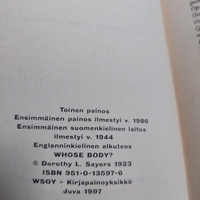 Toinen painos
Ensimmäinen painos ilmestyi v. 1986
Ensimmäinen suomenkielinen laitos
ilmestyi v. 1944
Englanninkielinen alkuteos
WHOSE BODY?
© Dorothy L. Sayers 1923
ISBN 951-0-13597-6
WSOY – Kirjapainoyksikkö
Juva 1997